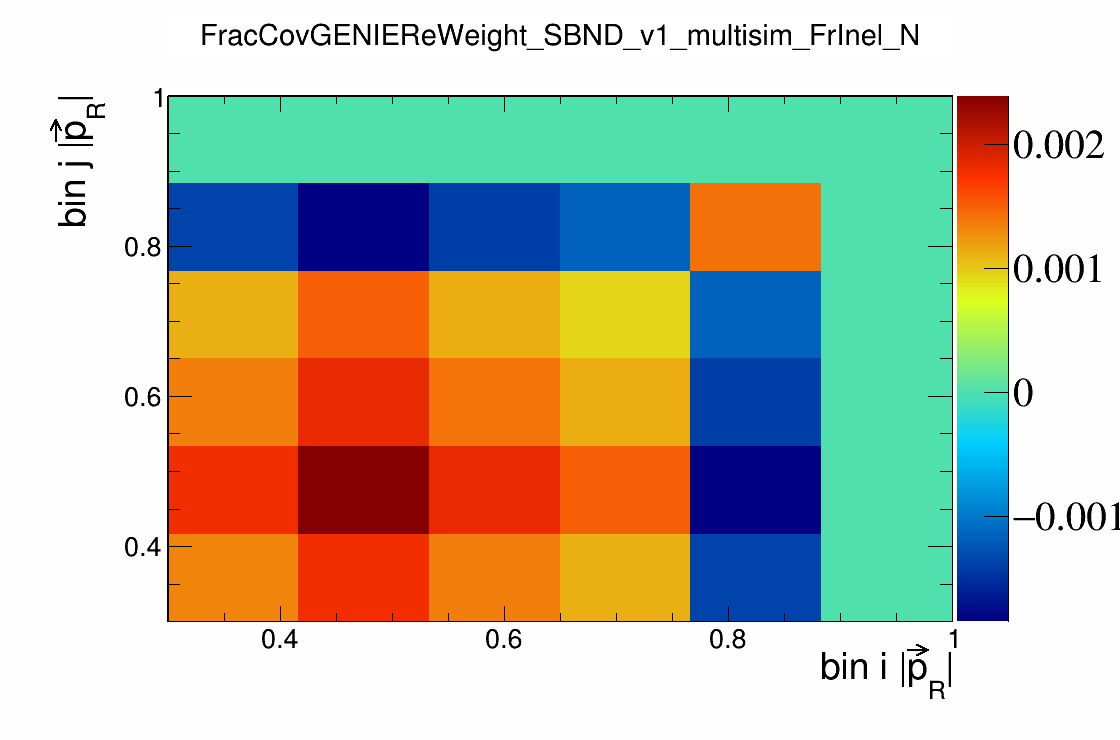 FracCovGENIEReWeight_SBND_v1_multisim_FrInel_N
bin j |p⃗_R|
1
0.8
0.6
0.4
0.4 0.6 0.8 1
bin i |p⃗_R|
0.002
0.001
0
−0.001